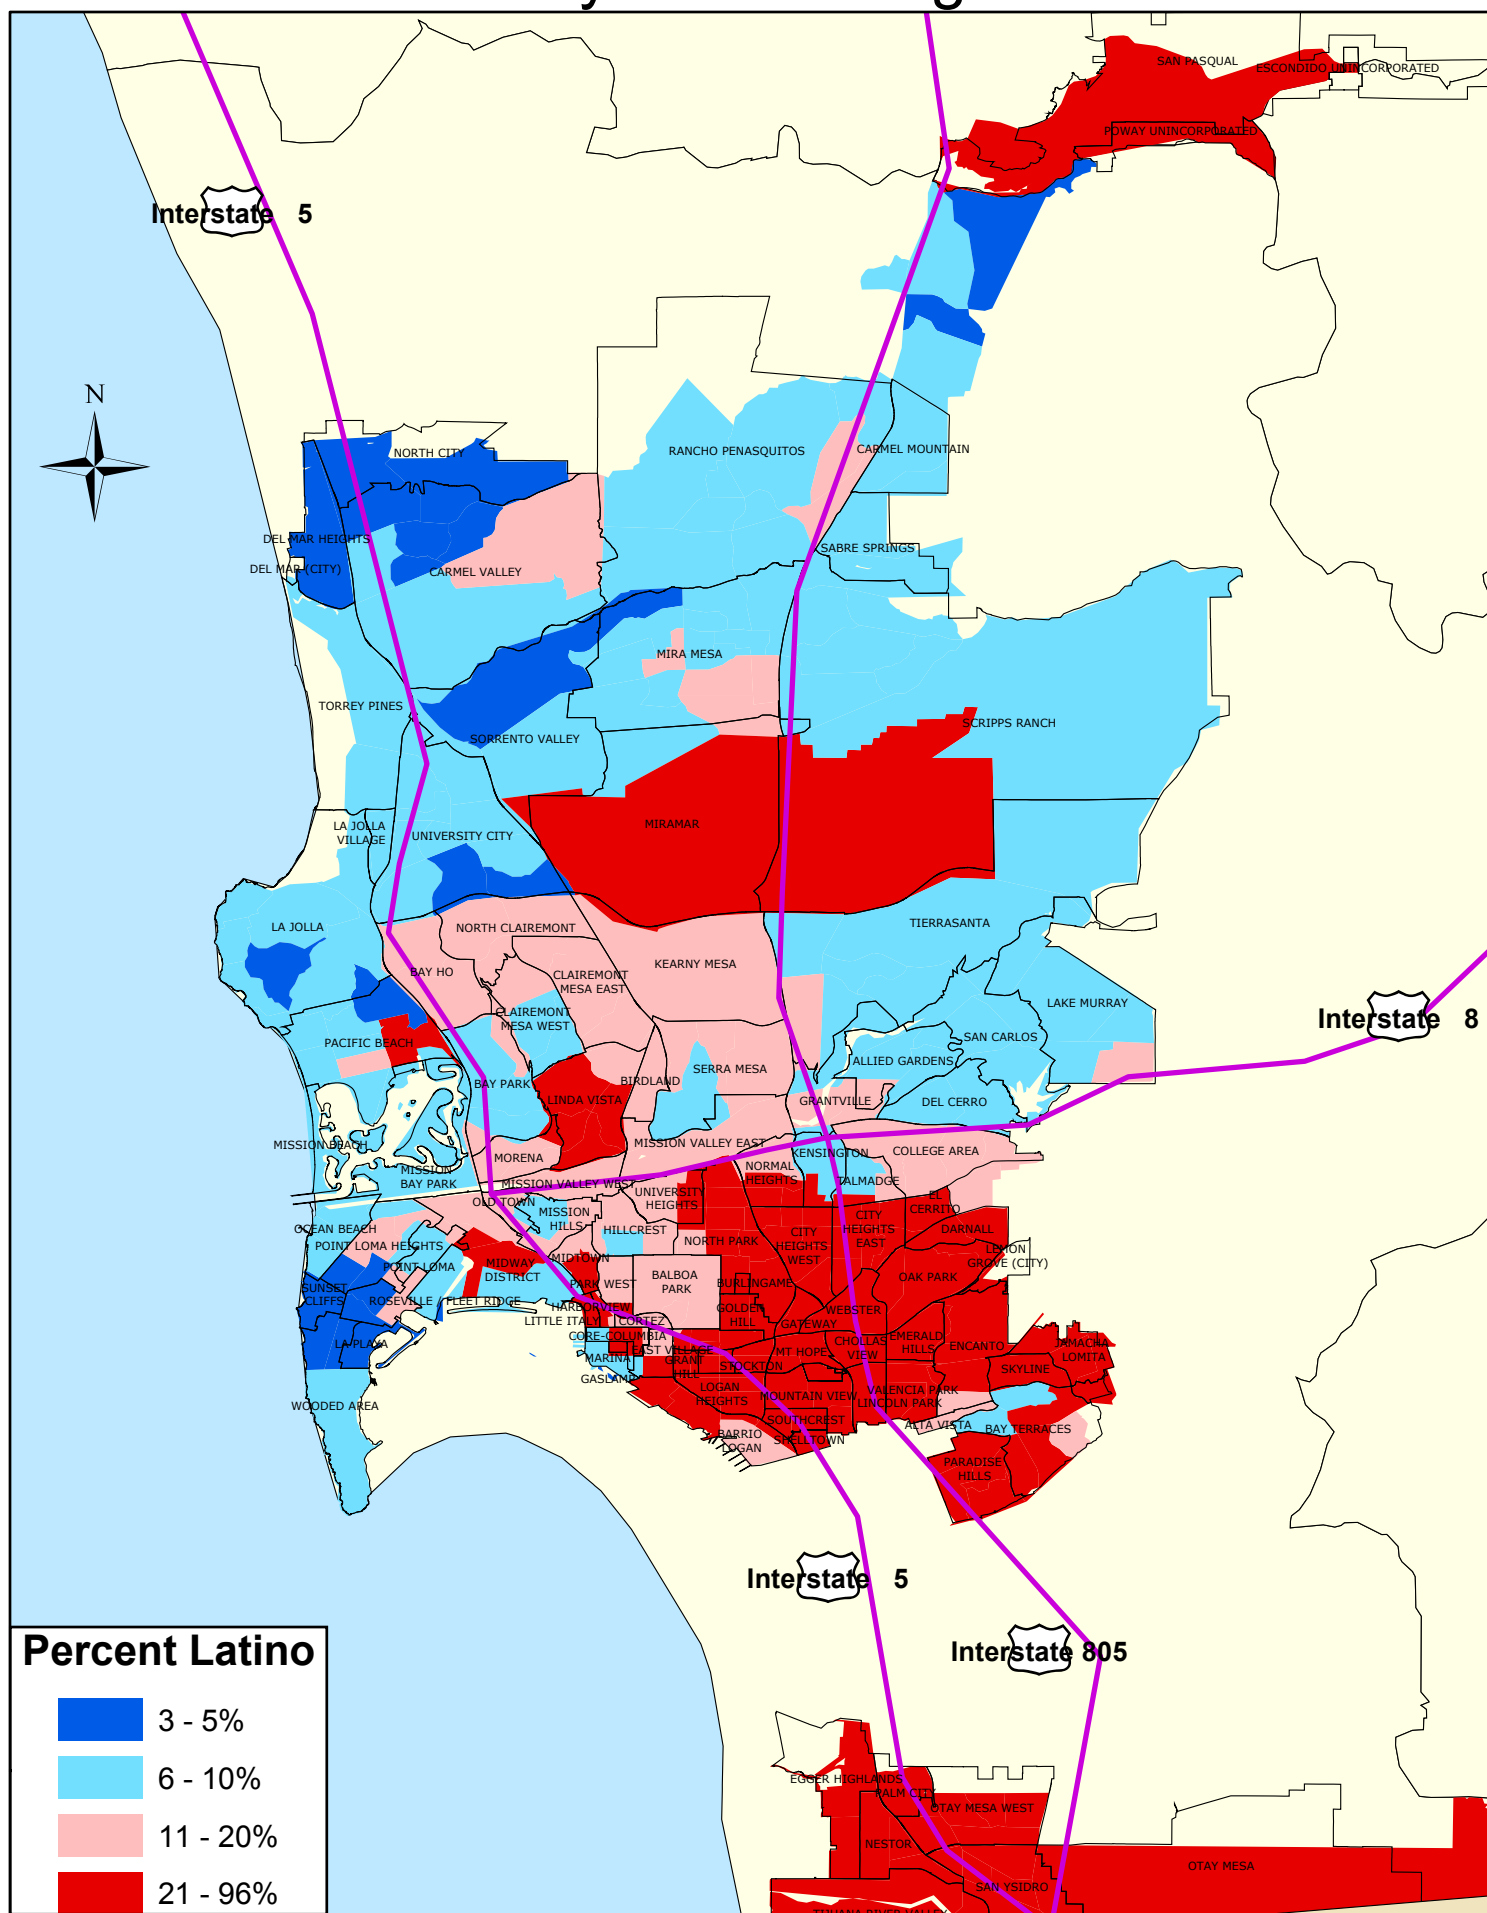 SAN PASQUAL
ESCONDIDO UNINCORPORATED
POWAY UNINCORPORATED
Interstate 5
N
NORTH CITY
RANCHO PENASQUITOS
CARMEL MOUNTAIN
DEL MAR HEIGHTS
SABRE SPRINGS
DEL MAR (CITY)
CARMEL VALLEY
MIRA MESA
TORREY PINES
SCRIPPS RANCH
SORRENTO VALLEY
MIRAMAR
LA JOLLA
VILLAGE
UNIVERSITY CITY
LA JOLLA
NORTH CLAIREMONT
TIERRASANTA
BAY HO
KEARNY MESA
CLAIREMONT
MESA EAST
LAKE MURRAY
CLAIREMONT
MESA WEST
Interstate 8
PACIFIC BEACH
SAN CARLOS
ALLIED GARDENS
SERRA MESA
BIRDLAND
BAY PARK
LINDA VISTA
GRANTVILLE
DEL CERRO
MISSION BEACH
MISSION VALLEY EAST
KENSINGTON
COLLEGE AREA
MORENA
MISSION
BAY PARK
NORMAL
HEIGHTS
TALMADGE
MISSION VALLEY WEST
UNIVERSITY
HEIGHTS
OLD TOWN
EL
CERRITO
MISSION
HILLS
HILLCREST
CITY
HEIGHTS
EAST
DARNALL
OCEAN BEACH
POINT LOMA HEIGHTS
NORTH PARK
CITY
HEIGHTS
WEST
LEMON
GROVE (CITY)
MIDTOWN
POINT LOMA
MIDWAY
DISTRICT
OAK PARK
BALBOA
PARK
PARK WEST
BURLINGAME
SUNSET
CLIFFS
ROSEVILLE
FLEET RIDGE
HARBORVIEW
GOLDEN
HILL
WEBSTER
LITTLE ITALY
CORTEZ
GATEWAY
CORE-COLUMBIA
LA PLAYA
EAST VILLAGE
MT HOPE
CHOLLAS
VIEW
EMERALD
HILLS
ENCANTO
JAMACHA
LOMITA
MARINA
GRANT
HILL
STOCKTON
SKYLINE
GASLAMP
LOGAN
HEIGHTS
MOUNTAIN VIEW
VALENCIA PARK
LINCOLN PARK
WOODED AREA
SOUTHCREST
ALTA VISTA
BAY TERRACES
BARRIO
LOGAN
SHELLTOWN
PARADISE
HILLS
Interstate 5
Interstate 805
Percent Latino
3 - 5%
6 - 10%
11 - 20%
21 - 96%
EGGER HIGHLANDS
PALM CITY
OTAY MESA WEST
NESTOR
OTAY MESA
SAN YSIDRO
TIJUANA RIVER VALLEY